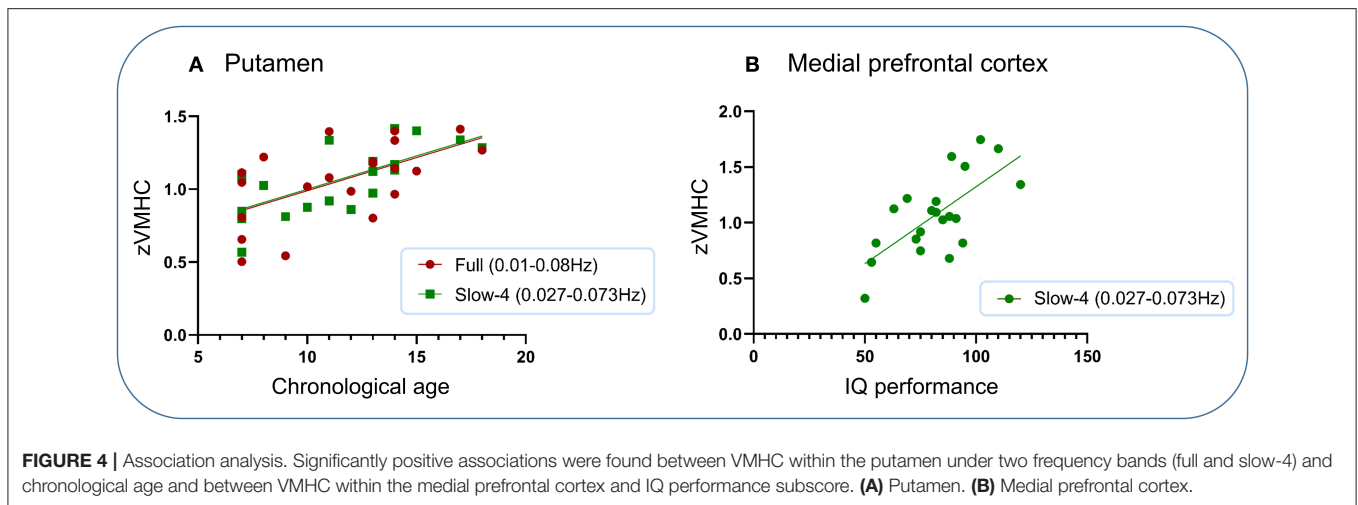 A Putamen
1.5
1.0
0.5
0.0
zVMHC
5 10 15 20
Chronological age
Full (0.01-0.08Hz)
Slow-4 (0.027-0.073Hz)
B Medial prefrontal cortex
2.0
1.5
1.0
0.5
0.0
zVMHC
0 50 100 150
IQ performance
Slow-4 (0.027-0.073Hz)
FIGURE 4 | Association analysis. Significantly positive associations were found between VMHC within the putamen under two frequency bands (full and slow-4) and
chronological age and between VMHC within the medial prefrontal cortex and IQ performance subscore. (A) Putamen. (B) Medial prefrontal cortex.